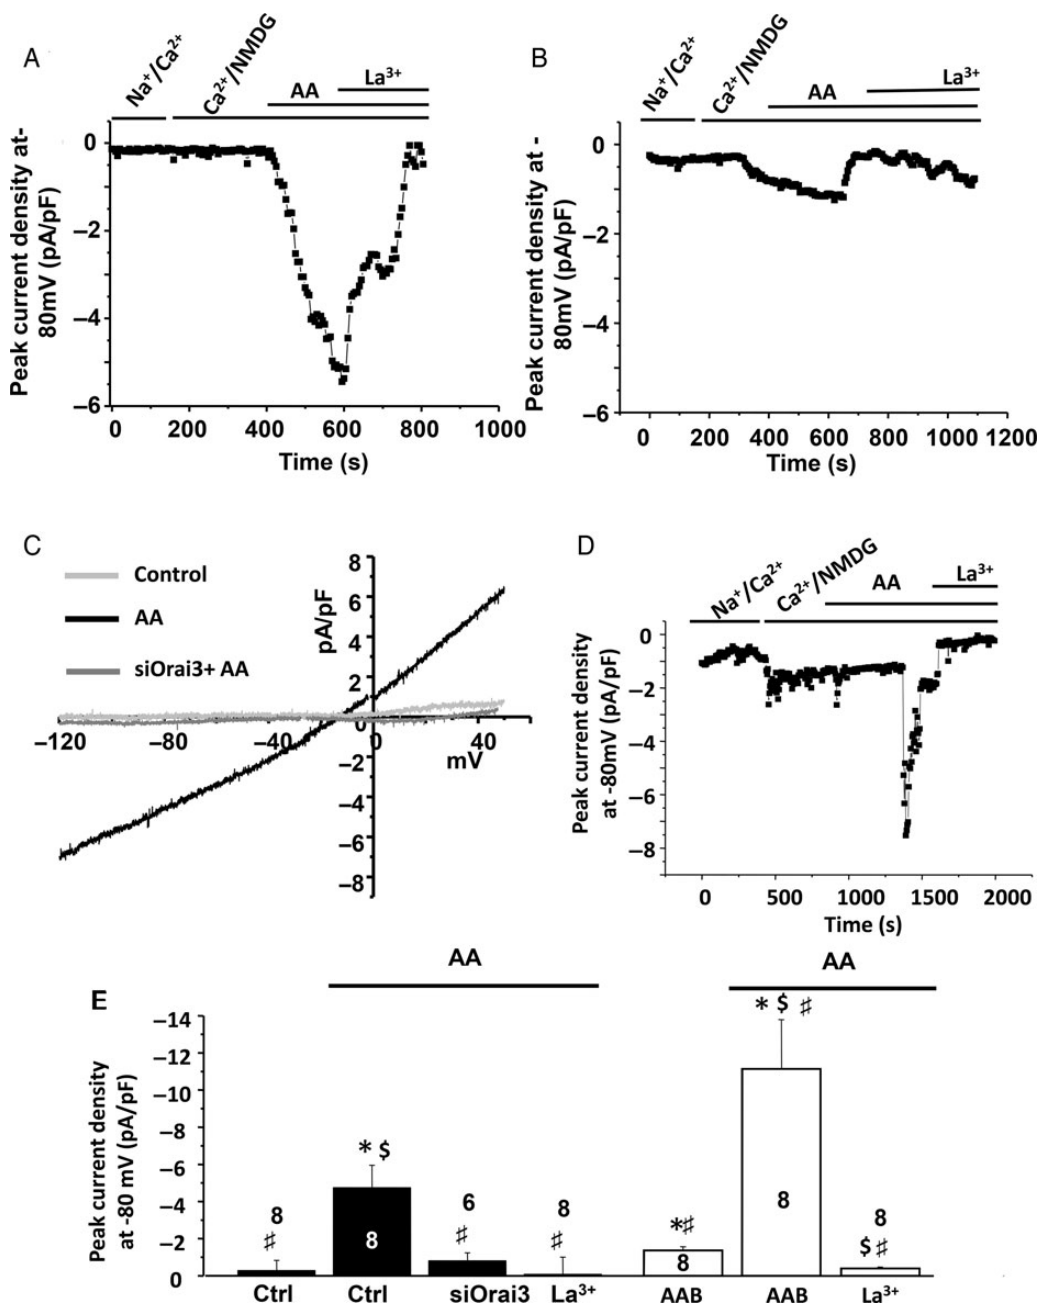 A
Na⁺/Ca²⁺
Ca²⁺/NMDG
AA
La³⁺
Peak current density at-
80mV (pA/pF)
0
−2
−4
−6
0 200 400 600 800 1000
Time (s)
B
Na⁺/Ca²⁺
Ca²⁺/NMDG
AA
La³⁺
Peak current density at -
80mV (pA/pF)
0
−2
−4
−6
0 200 400 600 800 1000 1200
Time (s)
C
Control
AA
siOrai3+ AA
pA/pF
8
6
4
2
0
−2
−4
−6
−8
−120 −80 −40 0 40
mV
D
Na⁺/Ca²⁺
Ca²⁺/NMDG
AA
La³⁺
Peak current density
at -80mV (pA/pF)
0
−2
−4
−6
−8
0 500 1000 1500 2000
Time (s)
E
AA
AA
Peak current density
at -80 mV (pA/pF)
−14
−12
−10
−8
−6
−4
−2
0
8
♯
* $
8
6
♯
8
♯
*♯
8
* $ ♯
8
8
$ ♯
Ctrl Ctrl siOrai3 La³⁺ AAB AAB La³⁺